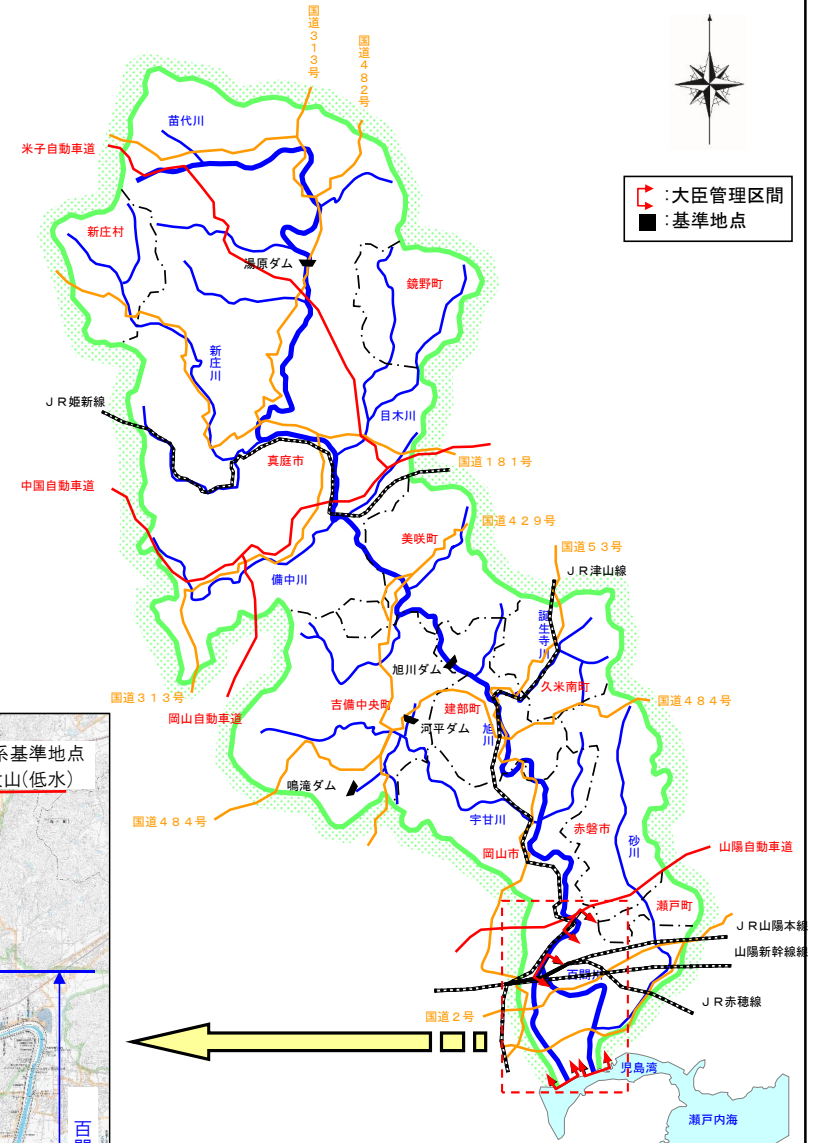 国道313号
国道482号
苗代川
米子自動車道
:大臣管理区間
:基準地点
新庄村
湯原ダム
鏡野町
新庄川
JR姫新線
目木川
真庭市
国道181号
中国自動車道
国道429号
美咲町
国道53号
JR津山線
備中川
誕生寺川
旭川ダム
久米南町
国道313号
岡山自動車道
吉備中央町
建部町
国道484号
旭川
河平ダム
系基準地点
(低水)
鳴滝ダム
国道484号
宇甘川
赤磐市
砂川
岡山市
山陽自動車道
瀬戸町
JR山陽本線
山陽新幹線線
百間川
JR赤穂線
国道2号
児島湾
百間
瀬戸内海